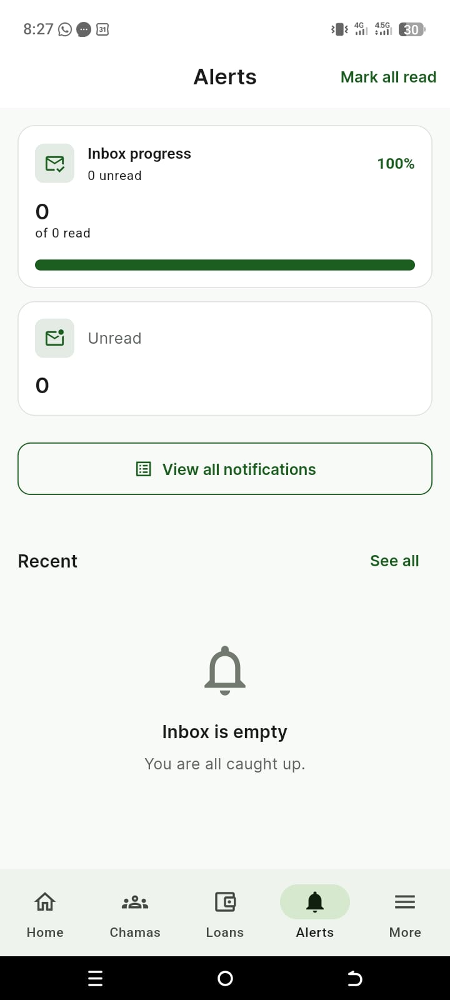 8:27
31
4G
4.5G
30
Alerts
Mark all read
Inbox progress
0 unread
100%
0
of 0 read
Unread
0
View all notifications
Recent
See all
Inbox is empty
You are all caught up.
Home
Chamas
Loans
Alerts
More